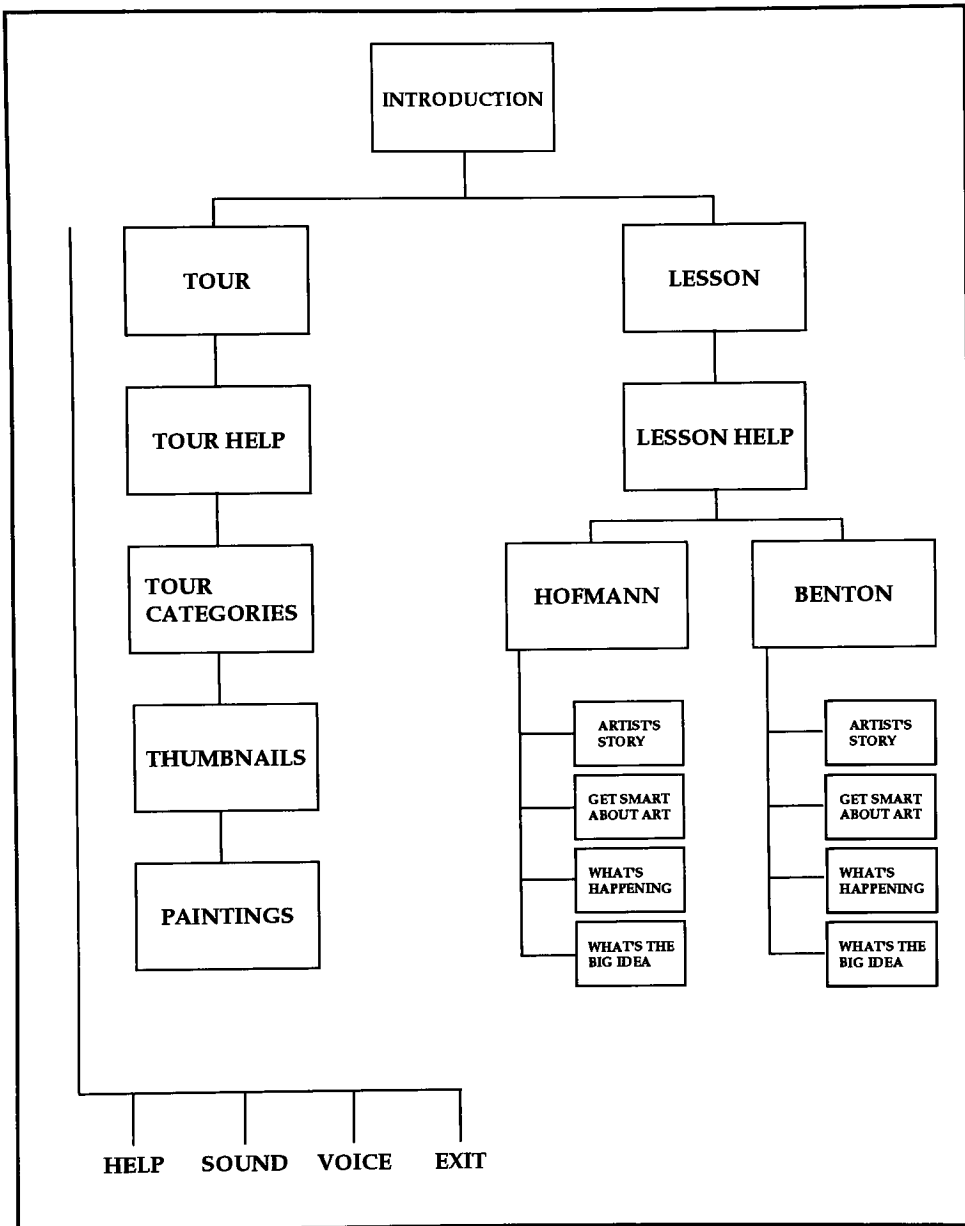 INTRODUCTION
TOUR
LESSON
TOUR HELP
LESSON HELP
TOUR
CATEGORIES
HOFMANN
BENTON
THUMBNAILS
ARTIST'S
STORY
GET SMART
ABOUT ART
WHAT'S
HAPPENING
WHAT'S THE
BIG IDEA
ARTIST'S
STORY
GET SMART
ABOUT ART
WHAT'S
HAPPENING
WHAT'S THE
BIG IDEA
PAINTINGS
HELP
SOUND
VOICE
EXIT